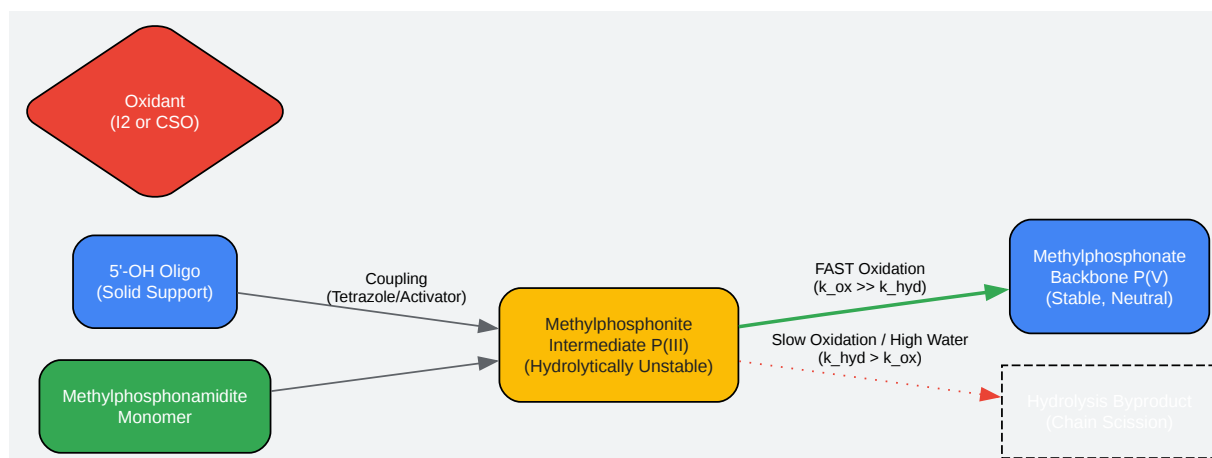 Oxidant
(I2 or CSO)
5'-OH Oligo
(Solid Support)
Methylphosphonamidite
Monomer
Coupling
(Tetrazole/Activator)
Methylphosphonite
Intermediate P(III)
(Hydrolytically Unstable)
FAST Oxidation
(k_ox >> k_hyd)
Slow Oxidation / High Water
(k_hyd > k_ox)
Methylphosphonate
Backbone P(V)
(Stable, Neutral)
Hydrolysis Byproduct
(Chain Scission)